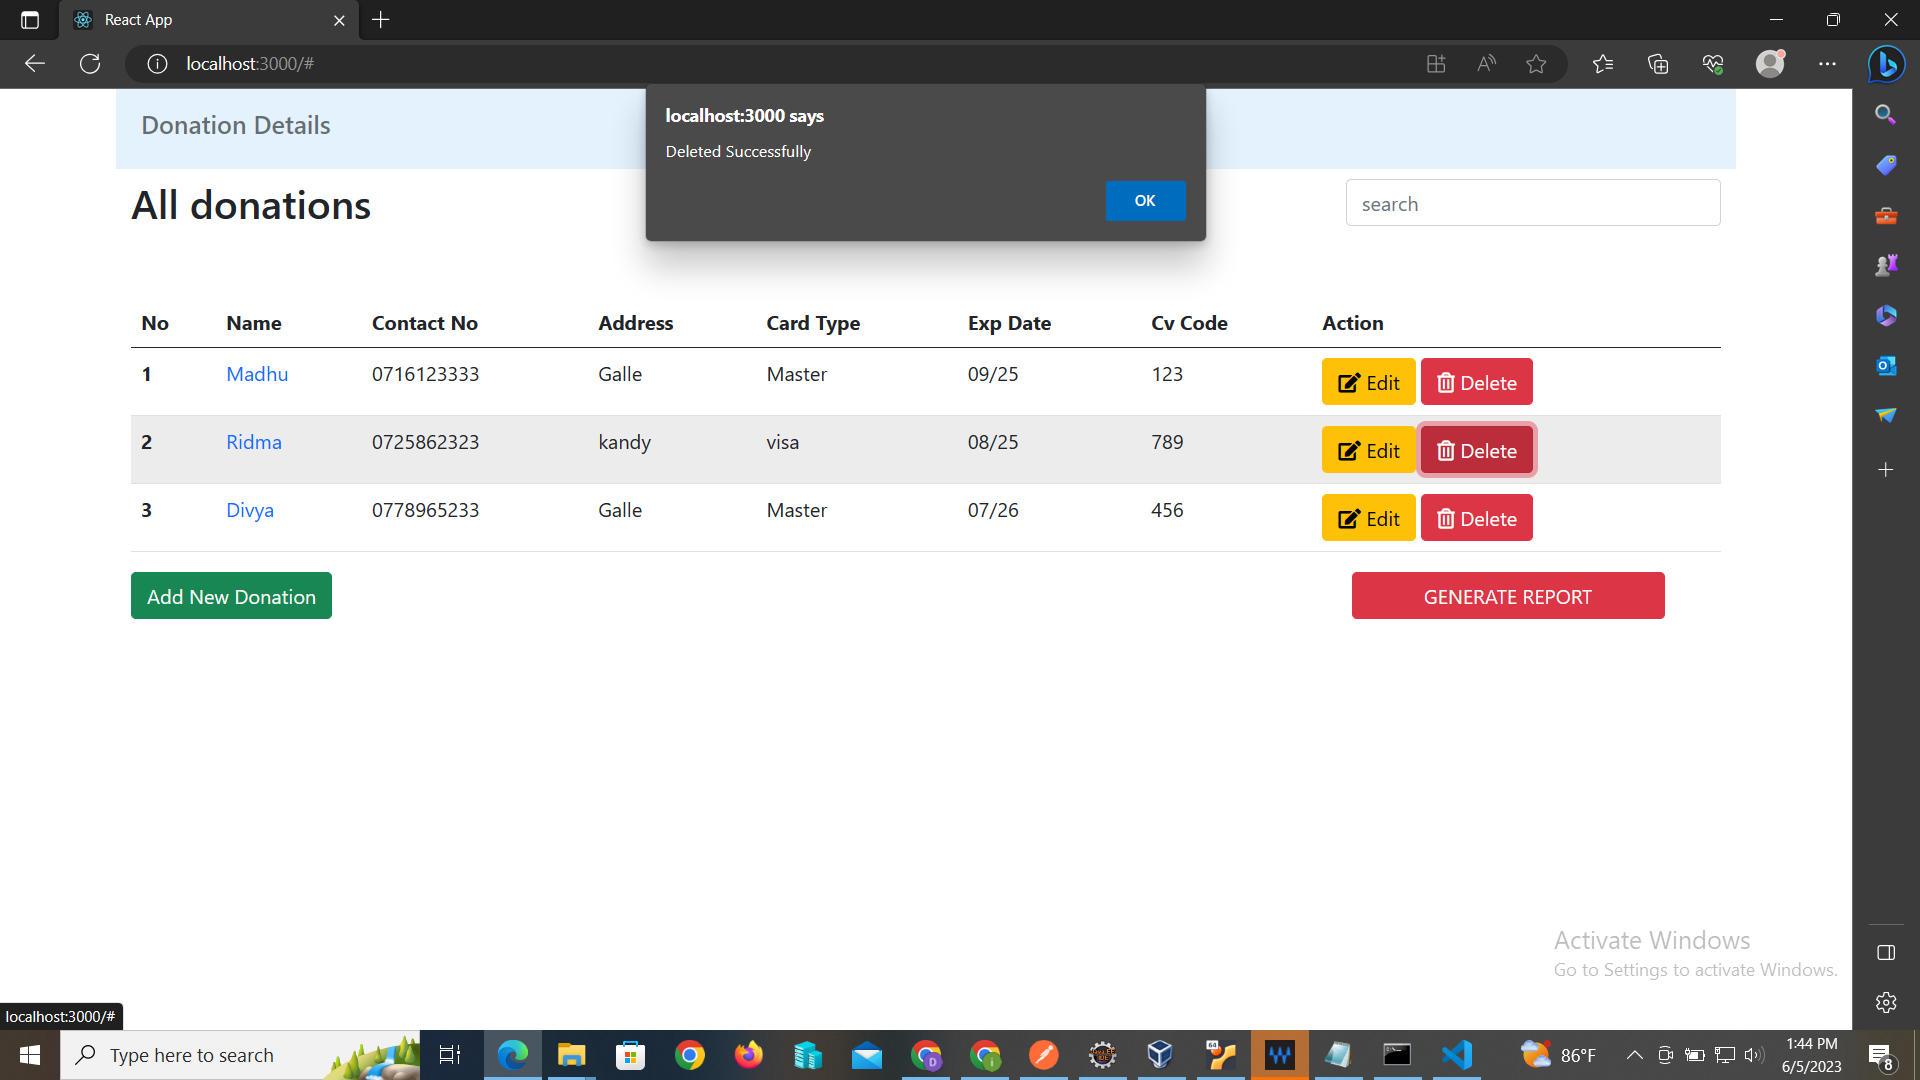 React App
localhost:3000/#
localhost:3000 says
Deleted Successfully
OK
Donation Details
All donations
search
No Name Contact No Address Card Type Exp Date Cv Code Action
1 Madhu 0716123333 Galle Master 09/25 123 Edit Delete
2 Ridma 0725862323 kandy visa 08/25 789 Edit Delete
3 Divya 0778965233 Galle Master 07/26 456 Edit Delete
Add New Donation GENERATE REPORT
Activate Windows
Go to Settings to activate Windows.
localhost:3000/#
Type here to search
86°F
1:44 PM
6/5/2023
8